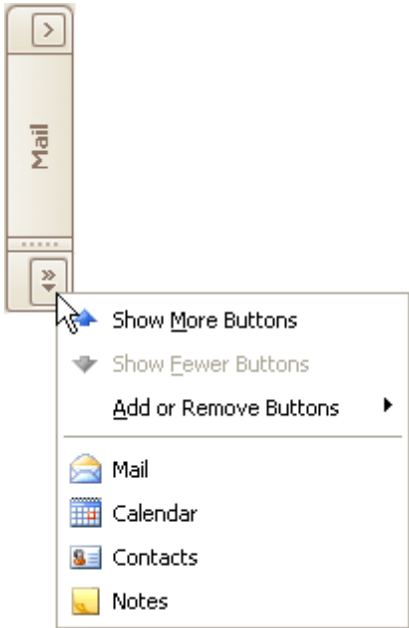 Mail
Show More Buttons
Show Fewer Buttons
Add or Remove Buttons
Mail
Calendar
Contacts
Notes